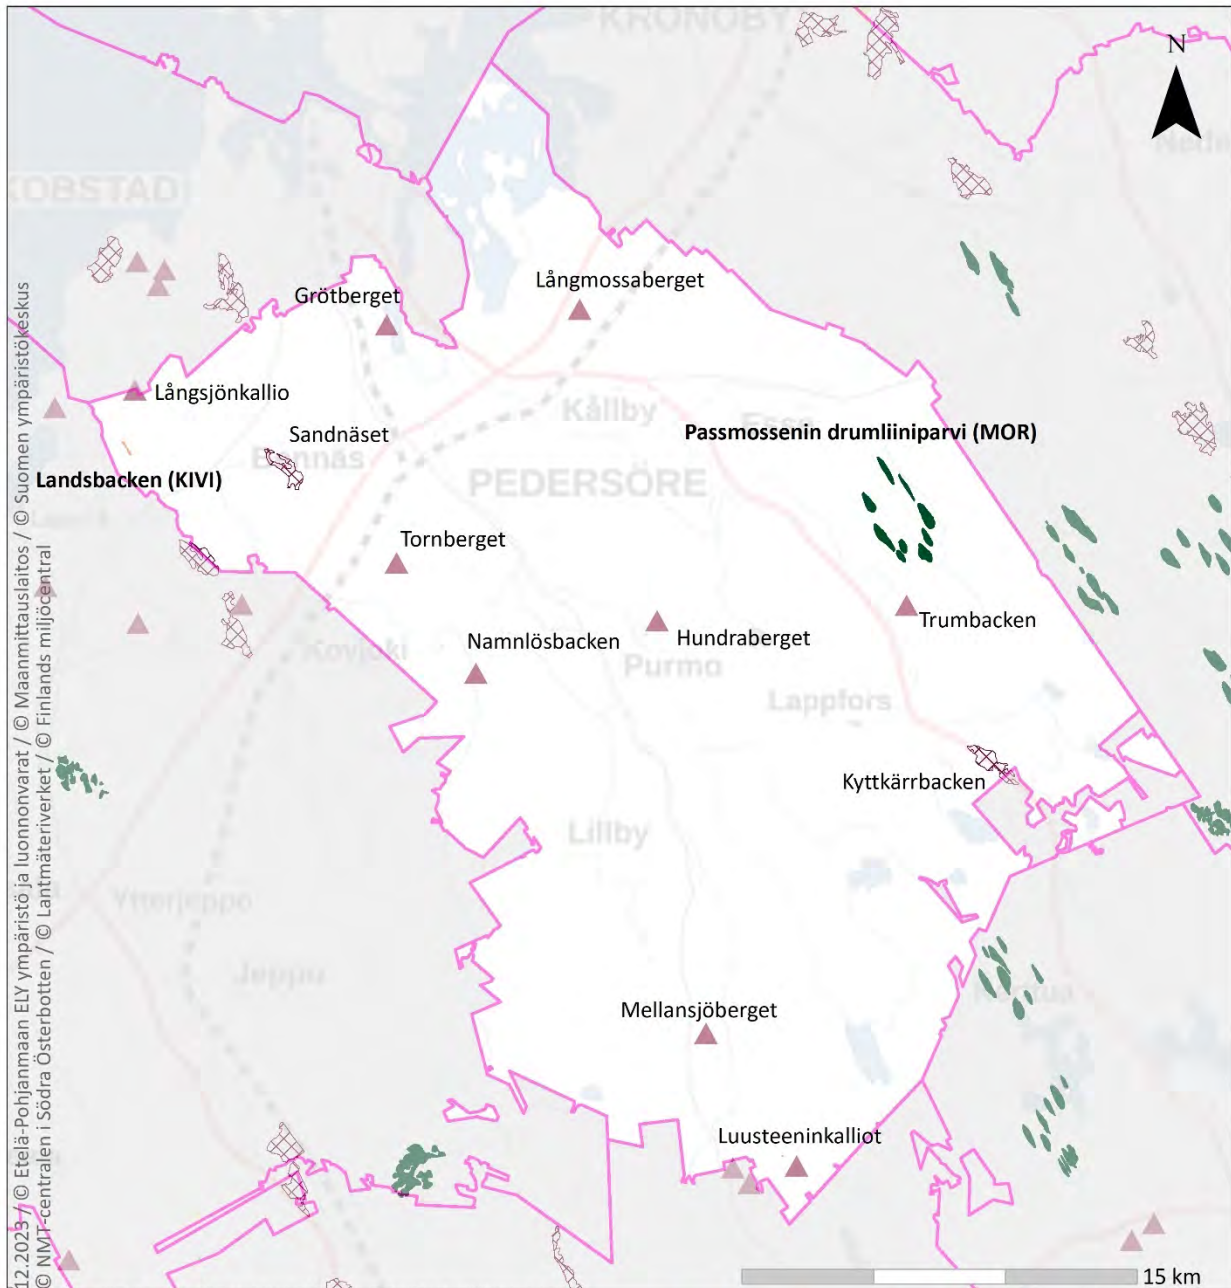 KRONOBY
N
KOBSTAD
Långmossaberget
Grötberget
Långsjönkallio
Kållby
Esse
Sandnäset
Passmossenin drumliiniparvi (MOR)
Bennäs
Landsbacken (KIVI)
PEDERSÖRE
Tornberget
Trumbacken
Hundraberget
Namnlösbacken
Kovjoki
Purmo
Lappfors
Kyttkärrbacken
Lillby
Ytterjeppo
Jeppo
Mellansjöberget
Luusteeninkalliot
15 km
12.2023 / © Etelä-Pohjanmaan ELY ympäristö ja luonnonvarat / © Maanmittauslaitos / © Suomen ympäristökeskus
© NMT-centralen i Södra Österbotten / © Lantmäteriverket / © Finlands miljöcentral